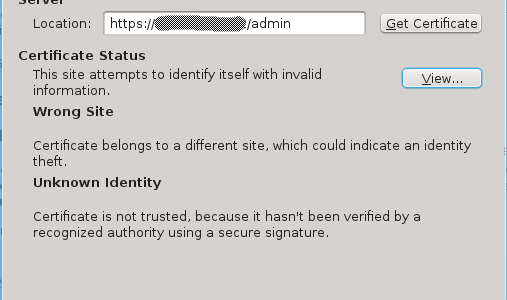 Server
Location: https:// /admin Get Certificate
Certificate Status
This site attempts to identify itself with invalid
information.
View...
Wrong Site
Certificate belongs to a different site, which could indicate an identity
theft.
Unknown Identity
Certificate is not trusted, because it hasn't been verified by a
recognized authority using a secure signature.